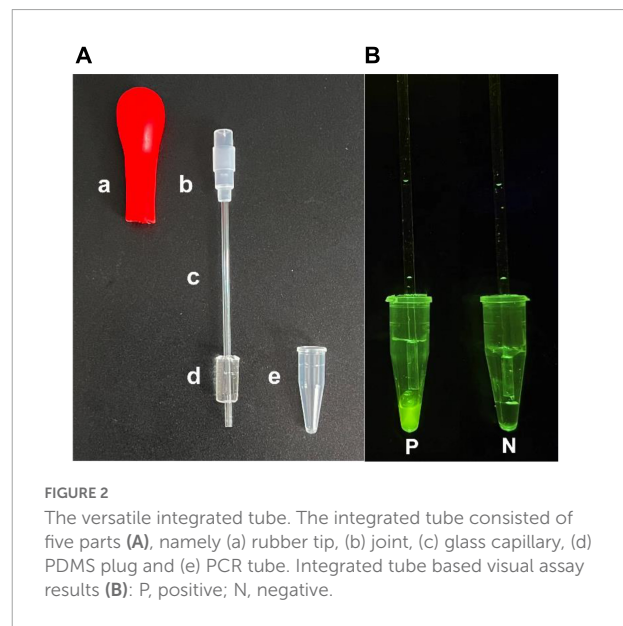 A
B
a
b
c
d
e
P
N
FIGURE 2
The versatile integrated tube. The integrated tube consisted of
five parts (A), namely (a) rubber tip, (b) joint, (c) glass capillary, (d)
PDMS plug and (e) PCR tube. Integrated tube based visual assay
results (B): P, positive; N, negative.